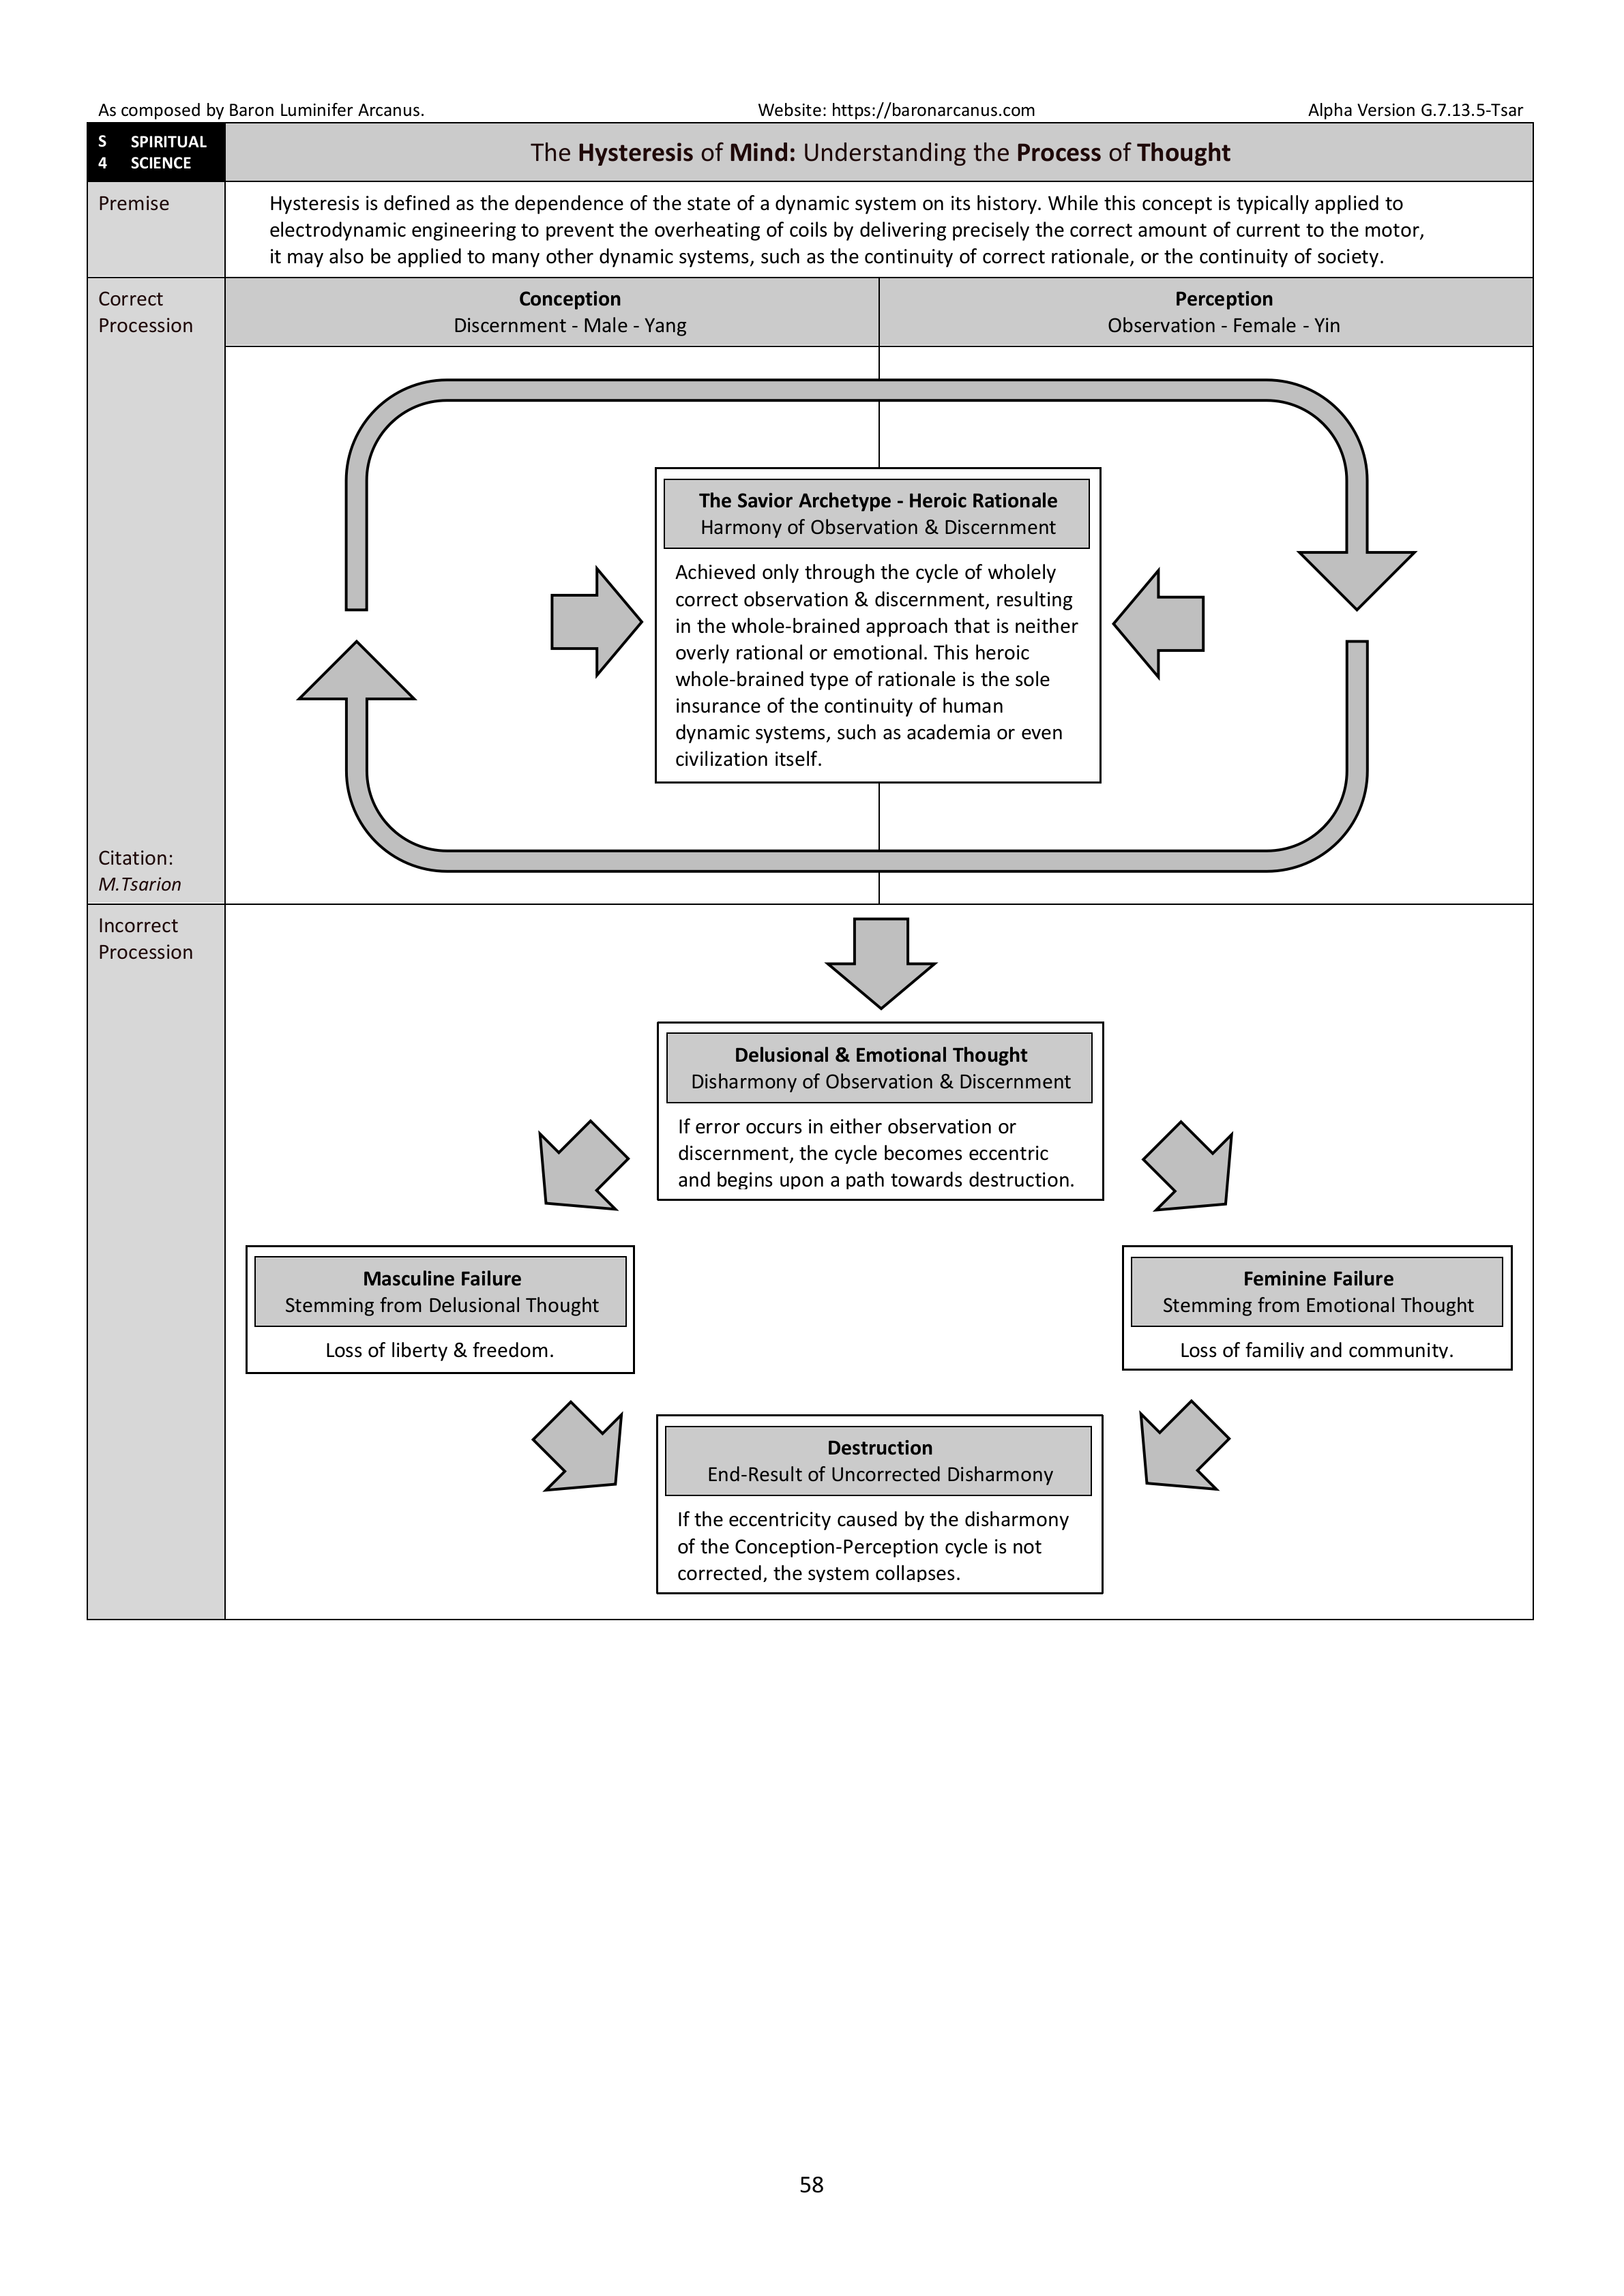 As composed by Baron Luminifer Arcanus.
Website: https://baronarcanus.com
Alpha Version G.7.13.5-Tsar
S SPIRITUAL
4 SCIENCE
The Hysteresis of Mind: Understanding the Process of Thought
Premise
Hysteresis is defined as the dependence of the state of a dynamic system on its history. While this concept is typically applied to
electrodynamic engineering to prevent the overheating of coils by delivering precisely the correct amount of current to the motor,
it may also be applied to many other dynamic systems, such as the continuity of correct rationale, or the continuity of society.
Correct
Procession
Conception
Discernment - Male - Yang
Perception
Observation - Female - Yin
The Savior Archetype - Heroic Rationale
Harmony of Observation & Discernment
Achieved only through the cycle of wholely
correct observation & discernment, resulting
in the whole-brained approach that is neither
overly rational or emotional. This heroic
whole-brained type of rationale is the sole
insurance of the continuity of human
dynamic systems, such as academia or even
civilization itself.
Citation:
M.Tsarion
Incorrect
Procession
Delusional & Emotional Thought
Disharmony of Observation & Discernment
If error occurs in either observation or
discernment, the cycle becomes eccentric
and begins upon a path towards destruction.
Masculine Failure
Stemming from Delusional Thought
Loss of liberty & freedom.
Feminine Failure
Stemming from Emotional Thought
Loss of familiy and community.
Destruction
End-Result of Uncorrected Disharmony
If the eccentricity caused by the disharmony
of the Conception-Perception cycle is not
corrected, the system collapses.
58